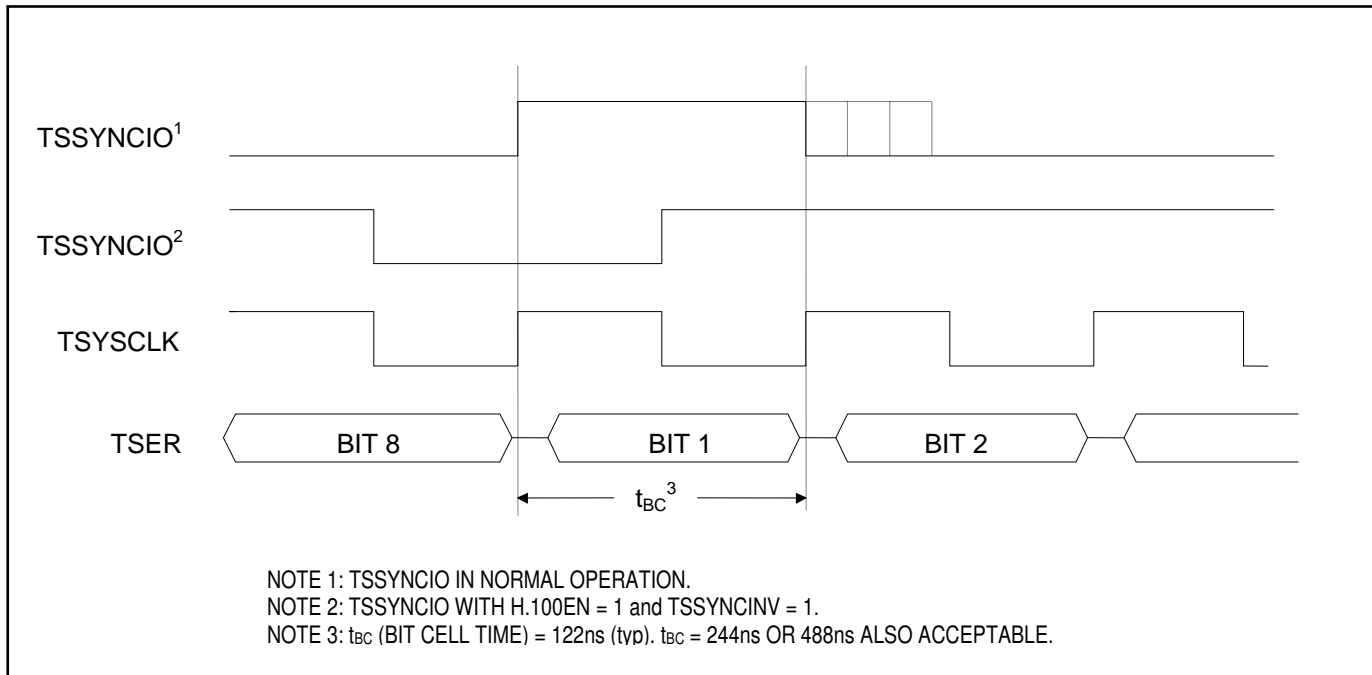 TSSYNCIO¹
TSSYNCIO²
TSYSCLK
TSER
BIT 8
BIT 1
BIT 2
tBC³
NOTE 1: TSSYNCIO IN NORMAL OPERATION.
NOTE 2: TSSYNCIO WITH H.100EN = 1 and TSSYNCINV = 1.
NOTE 3: tBC (BIT CELL TIME) = 122ns (typ). tBC = 244ns OR 488ns ALSO ACCEPTABLE.